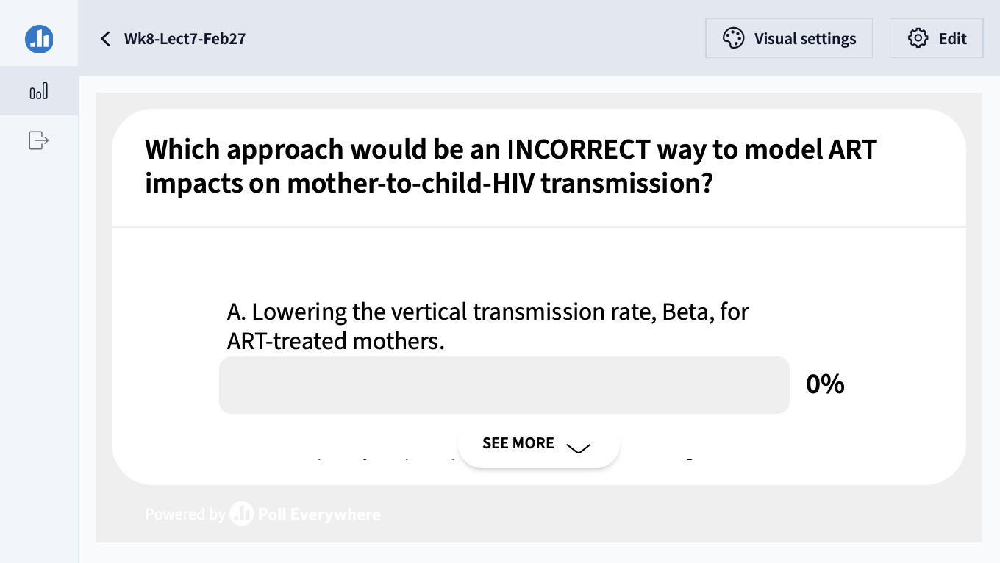 Wk8-Lect7-Feb27
Visual settings
Edit
Which approach would be an INCORRECT way to model ART
impacts on mother-to-child-HIV transmission?
A. Lowering the vertical transmission rate, Beta, for
ART-treated mothers.
0%
SEE MORE
Powered by Poll Everywhere